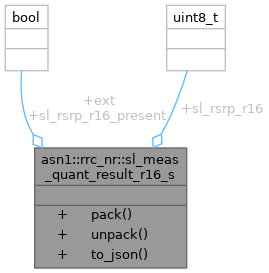 bool
uint8_t
+ext
+sl_rsrp_r16_present
+sl_rsrp_r16
asn1::rrc_nr::sl_meas
_quant_result_r16_s
+ pack()
+ unpack()
+ to_json()